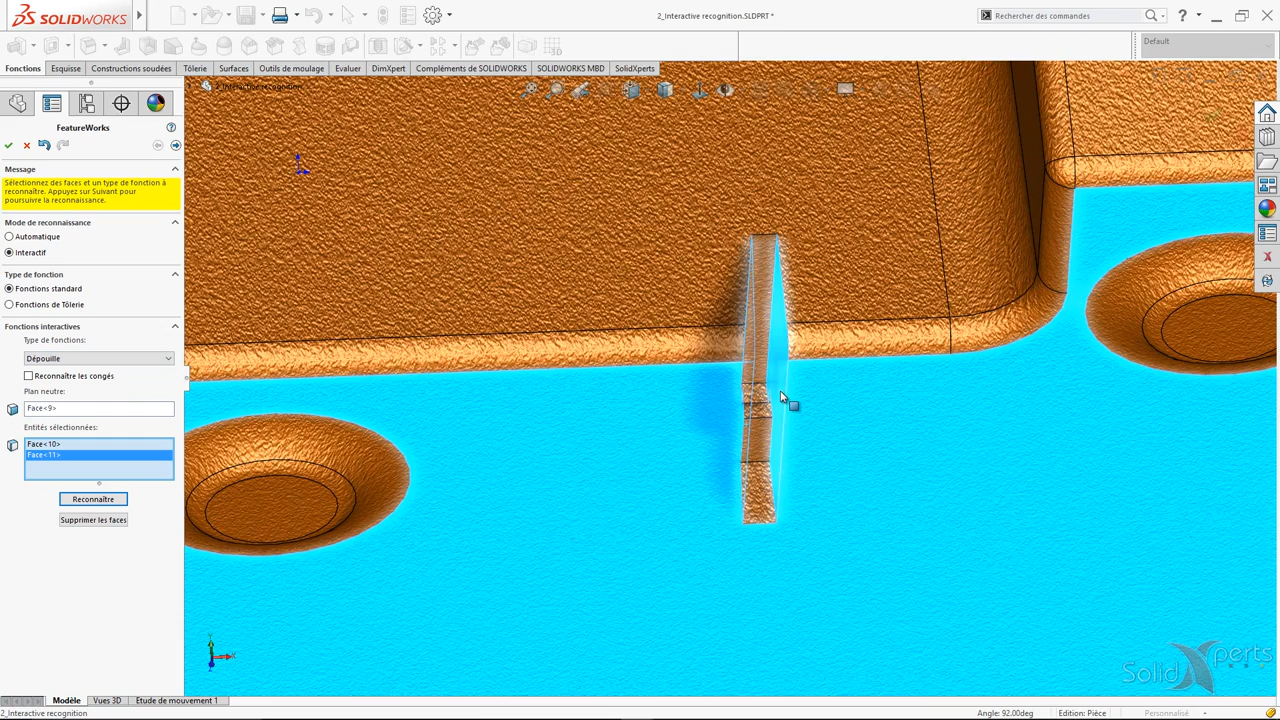 SOLIDWORKS
2_Interactive recognition.SLDPRT *
Rechercher des commandes
Default
Fonctions
Esquisse
Constructions soudées
Tôlerie
Surfaces
Outils de moulage
Evaluer
DimXpert
Compléments de SOLIDWORKS
SOLIDWORKS MBD
SolidXperts
2_Interactive recognition...
FeatureWorks
Message
Sélectionnez des faces et un type de fonction à
reconnaître. Appuyez sur Suivant pour
poursuivre la reconnaissance.
Mode de reconnaissance
Automatique
Interactif
Type de fonction
Fonctions standard
Fonctions de Tôlerie
Fonctions interactives
Type de fonctions:
Dépouille
Reconnaître les congés
Plan neutre:
Face<9>
Entités sélectionnées:
Face<10>
Face<11>
Reconnaître
Supprimer les faces
Y
X
Z
SolidXperts
Modèle
Vues 3D
Etude de mouvement 1
2_Interactive recognition
Angle: 92.00deg
Edition: Pièce
Personnalisé